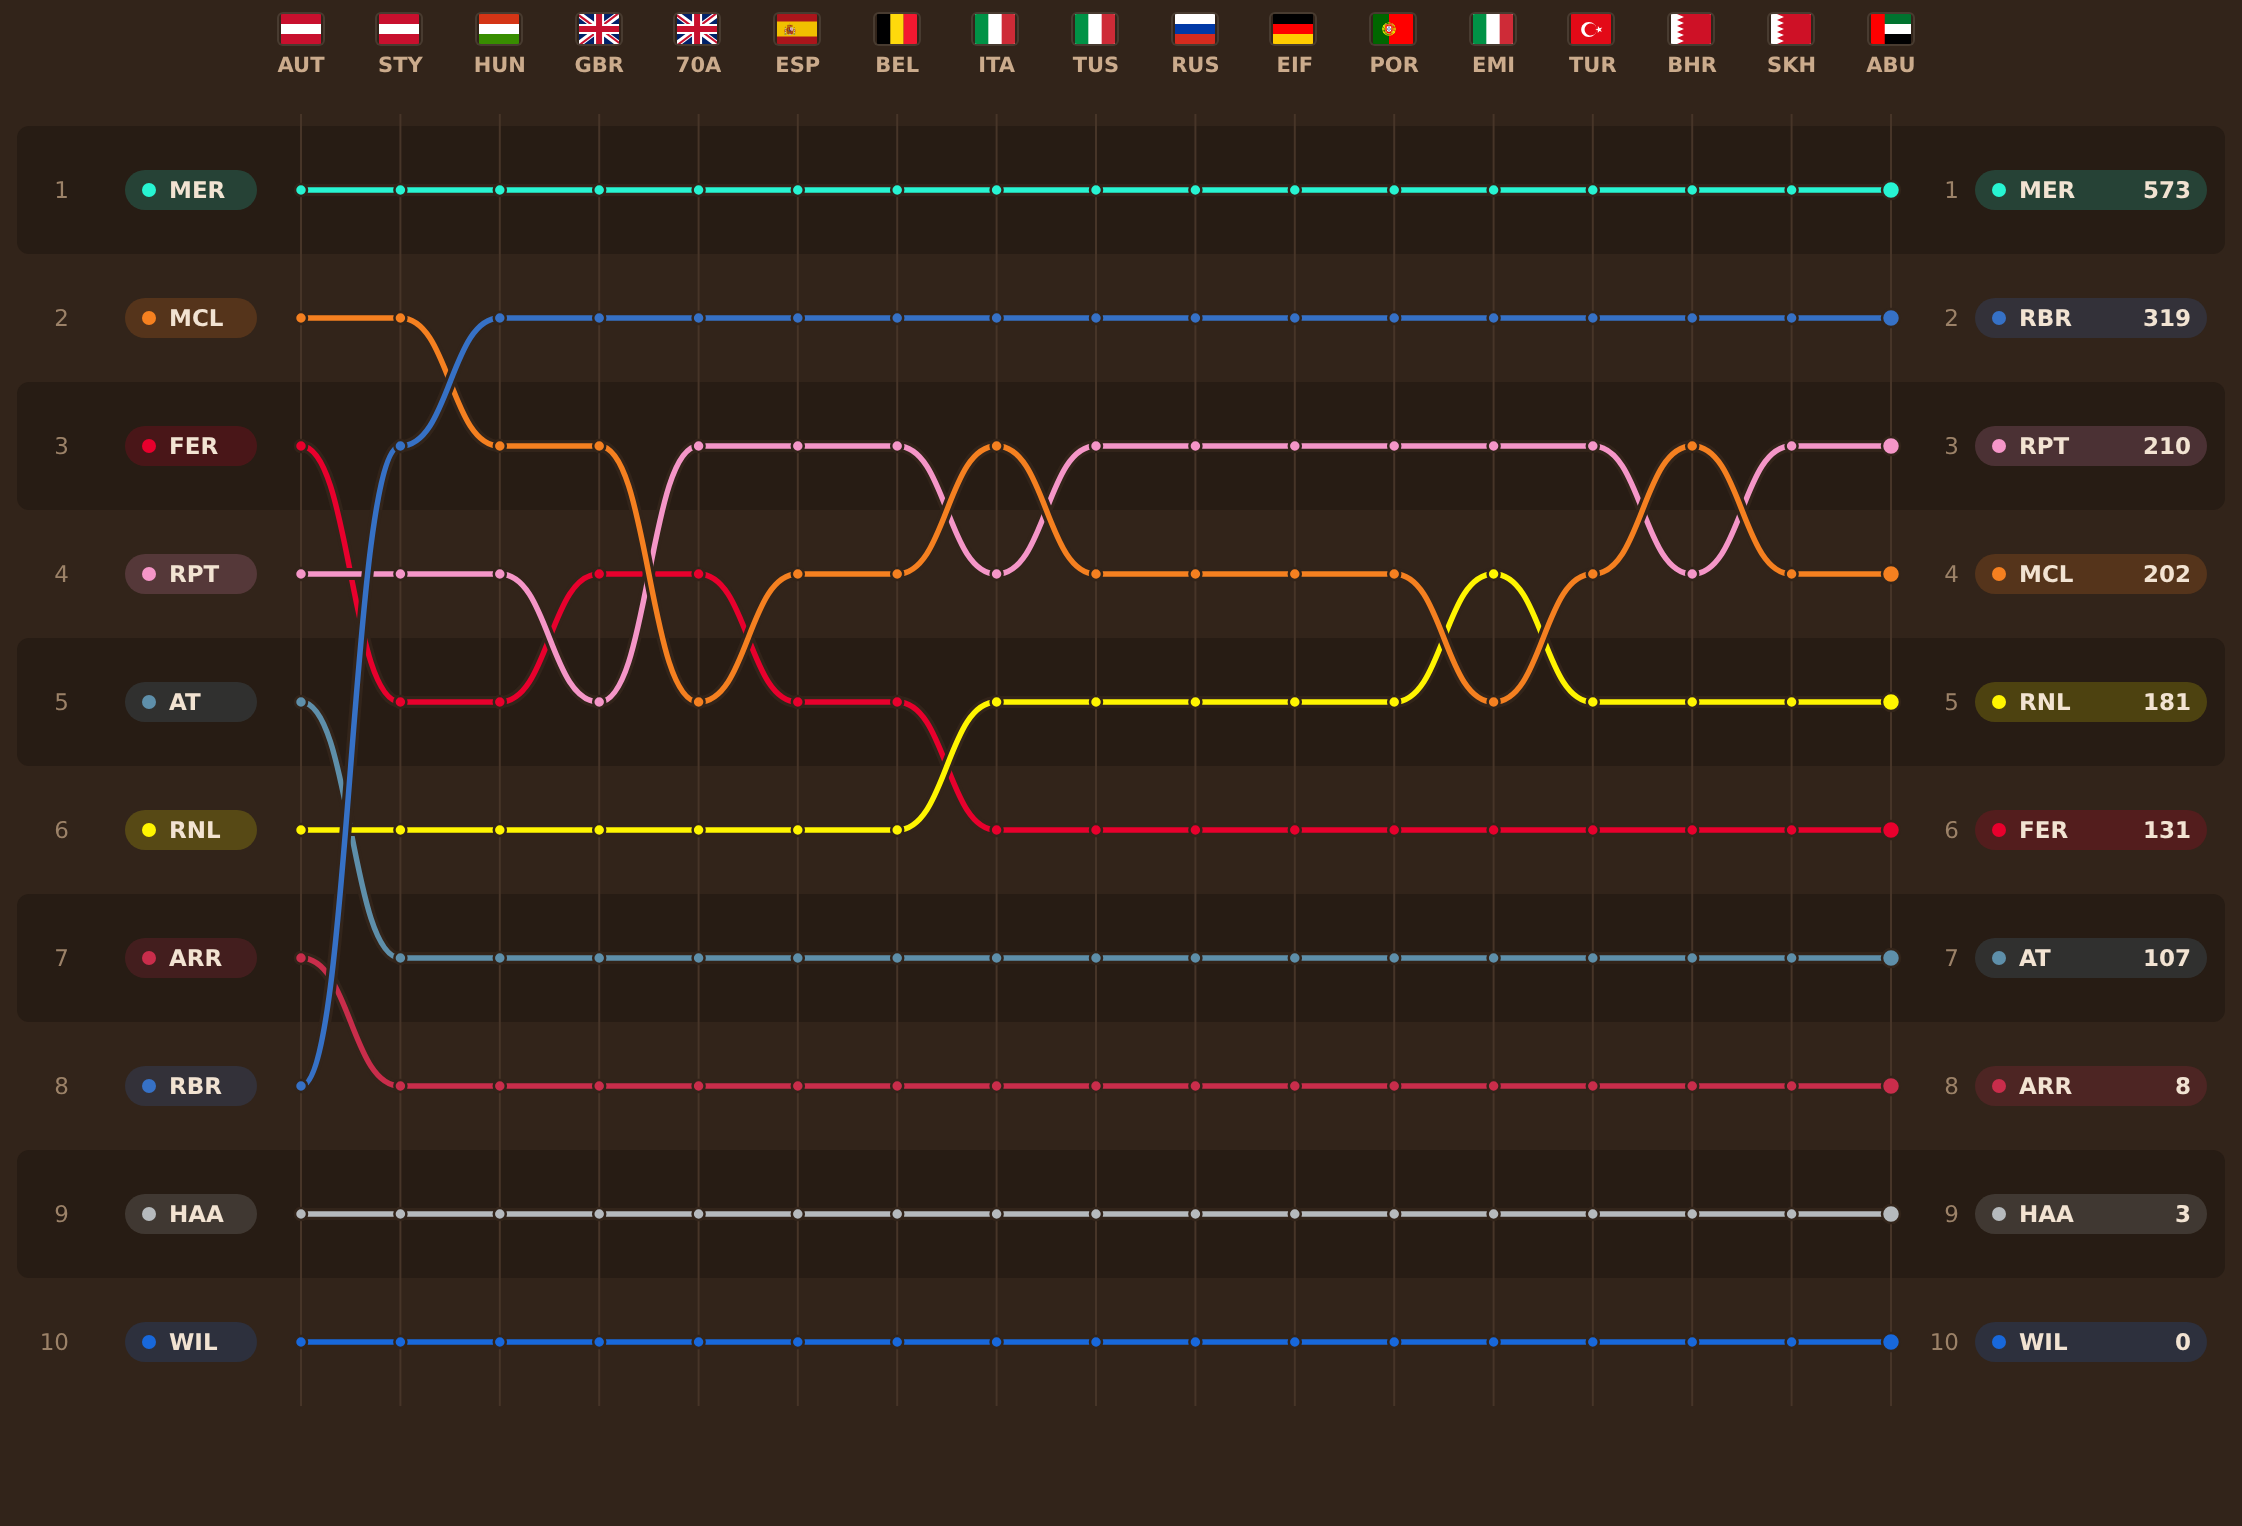 AUT STY HUN GBR 70A ESP BEL ITA TUS RUS EIF POR EMI TUR BHR SKH ABU
1 MER 1 MER 573
2 MCL 2 RBR 319
3 FER 3 RPT 210
4 RPT 4 MCL 202
5 AT 5 RNL 181
6 RNL 6 FER 131
7 ARR 7 AT 107
8 RBR 8 ARR 8
9 HAA 9 HAA 3
10 WIL 10 WIL 0